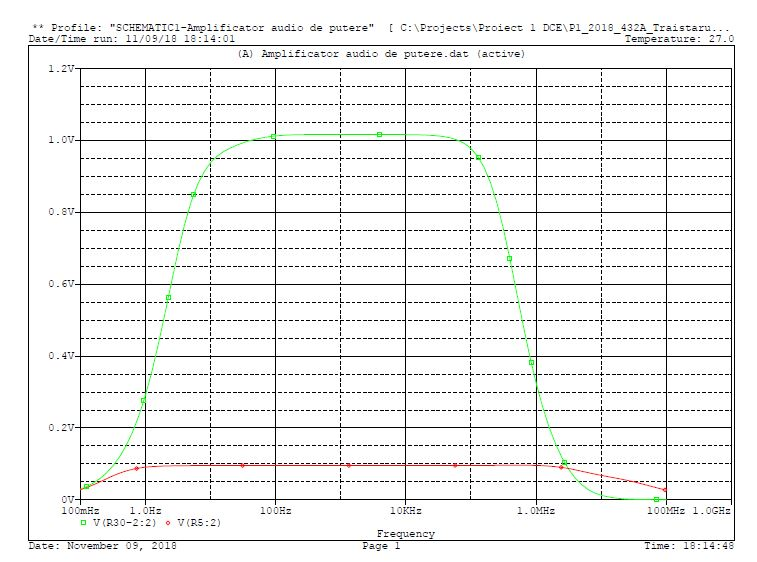 ** Profile: "SCHEMATIC1-Amplificator audio de putere" [ C:\Projects\Proiect 1 DCE\P1_2018_432A_Traistaru...
Date/Time run: 11/09/18 18:14:01 Temperature: 27.0
(A) Amplificator audio de putere.dat (active)
1.2V
1.0V
0.8V
0.6V
0.4V
0.2V
0V
100mHz 1.0Hz 100Hz 10KHz 1.0MHz 100MHz 1.0GHz
V(R30-2:2) V(R5:2)
Frequency
Date: November 09, 2018 Page 1 Time: 18:14:48